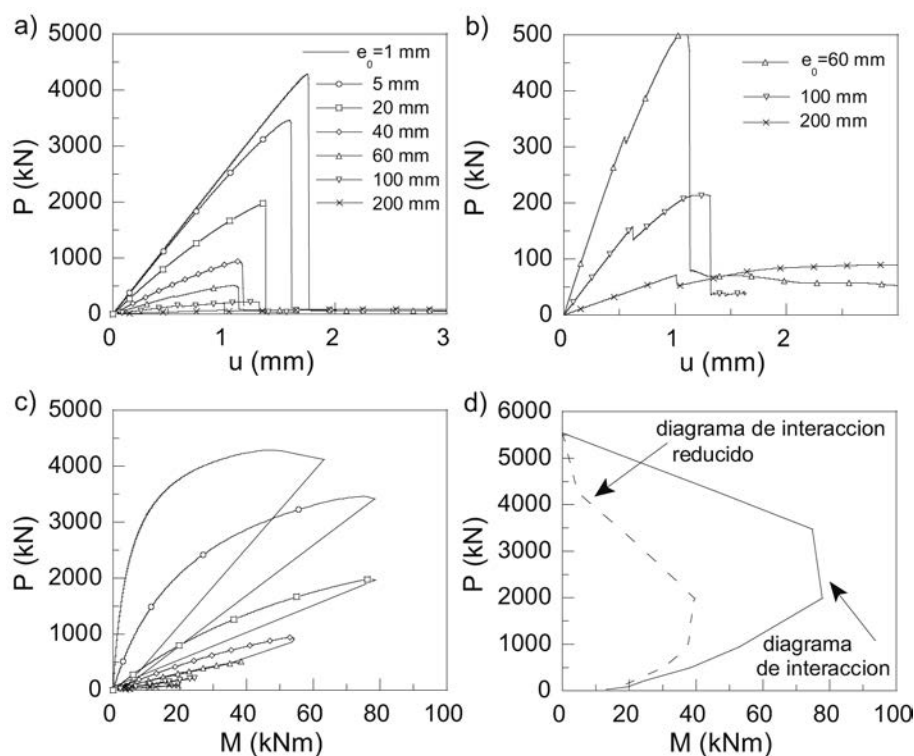 a)
5000
4000
3000
2000
1000
0
P (kN)
0 1 2 3
u (mm)
e0=1 mm
5 mm
20 mm
40 mm
60 mm
100 mm
200 mm
b)
500
400
300
200
100
0
P (kN)
0 1 2
u (mm)
e0=60 mm
100 mm
200 mm
c)
5000
4000
3000
2000
1000
0
P (kN)
0 20 40 60 80 100
M (kNm)
d)
6000
5000
4000
3000
2000
1000
0
P (kN)
0 20 40 60 80 100
M (kNm)
diagrama de interaccion
reducido
diagrama
de interaccion